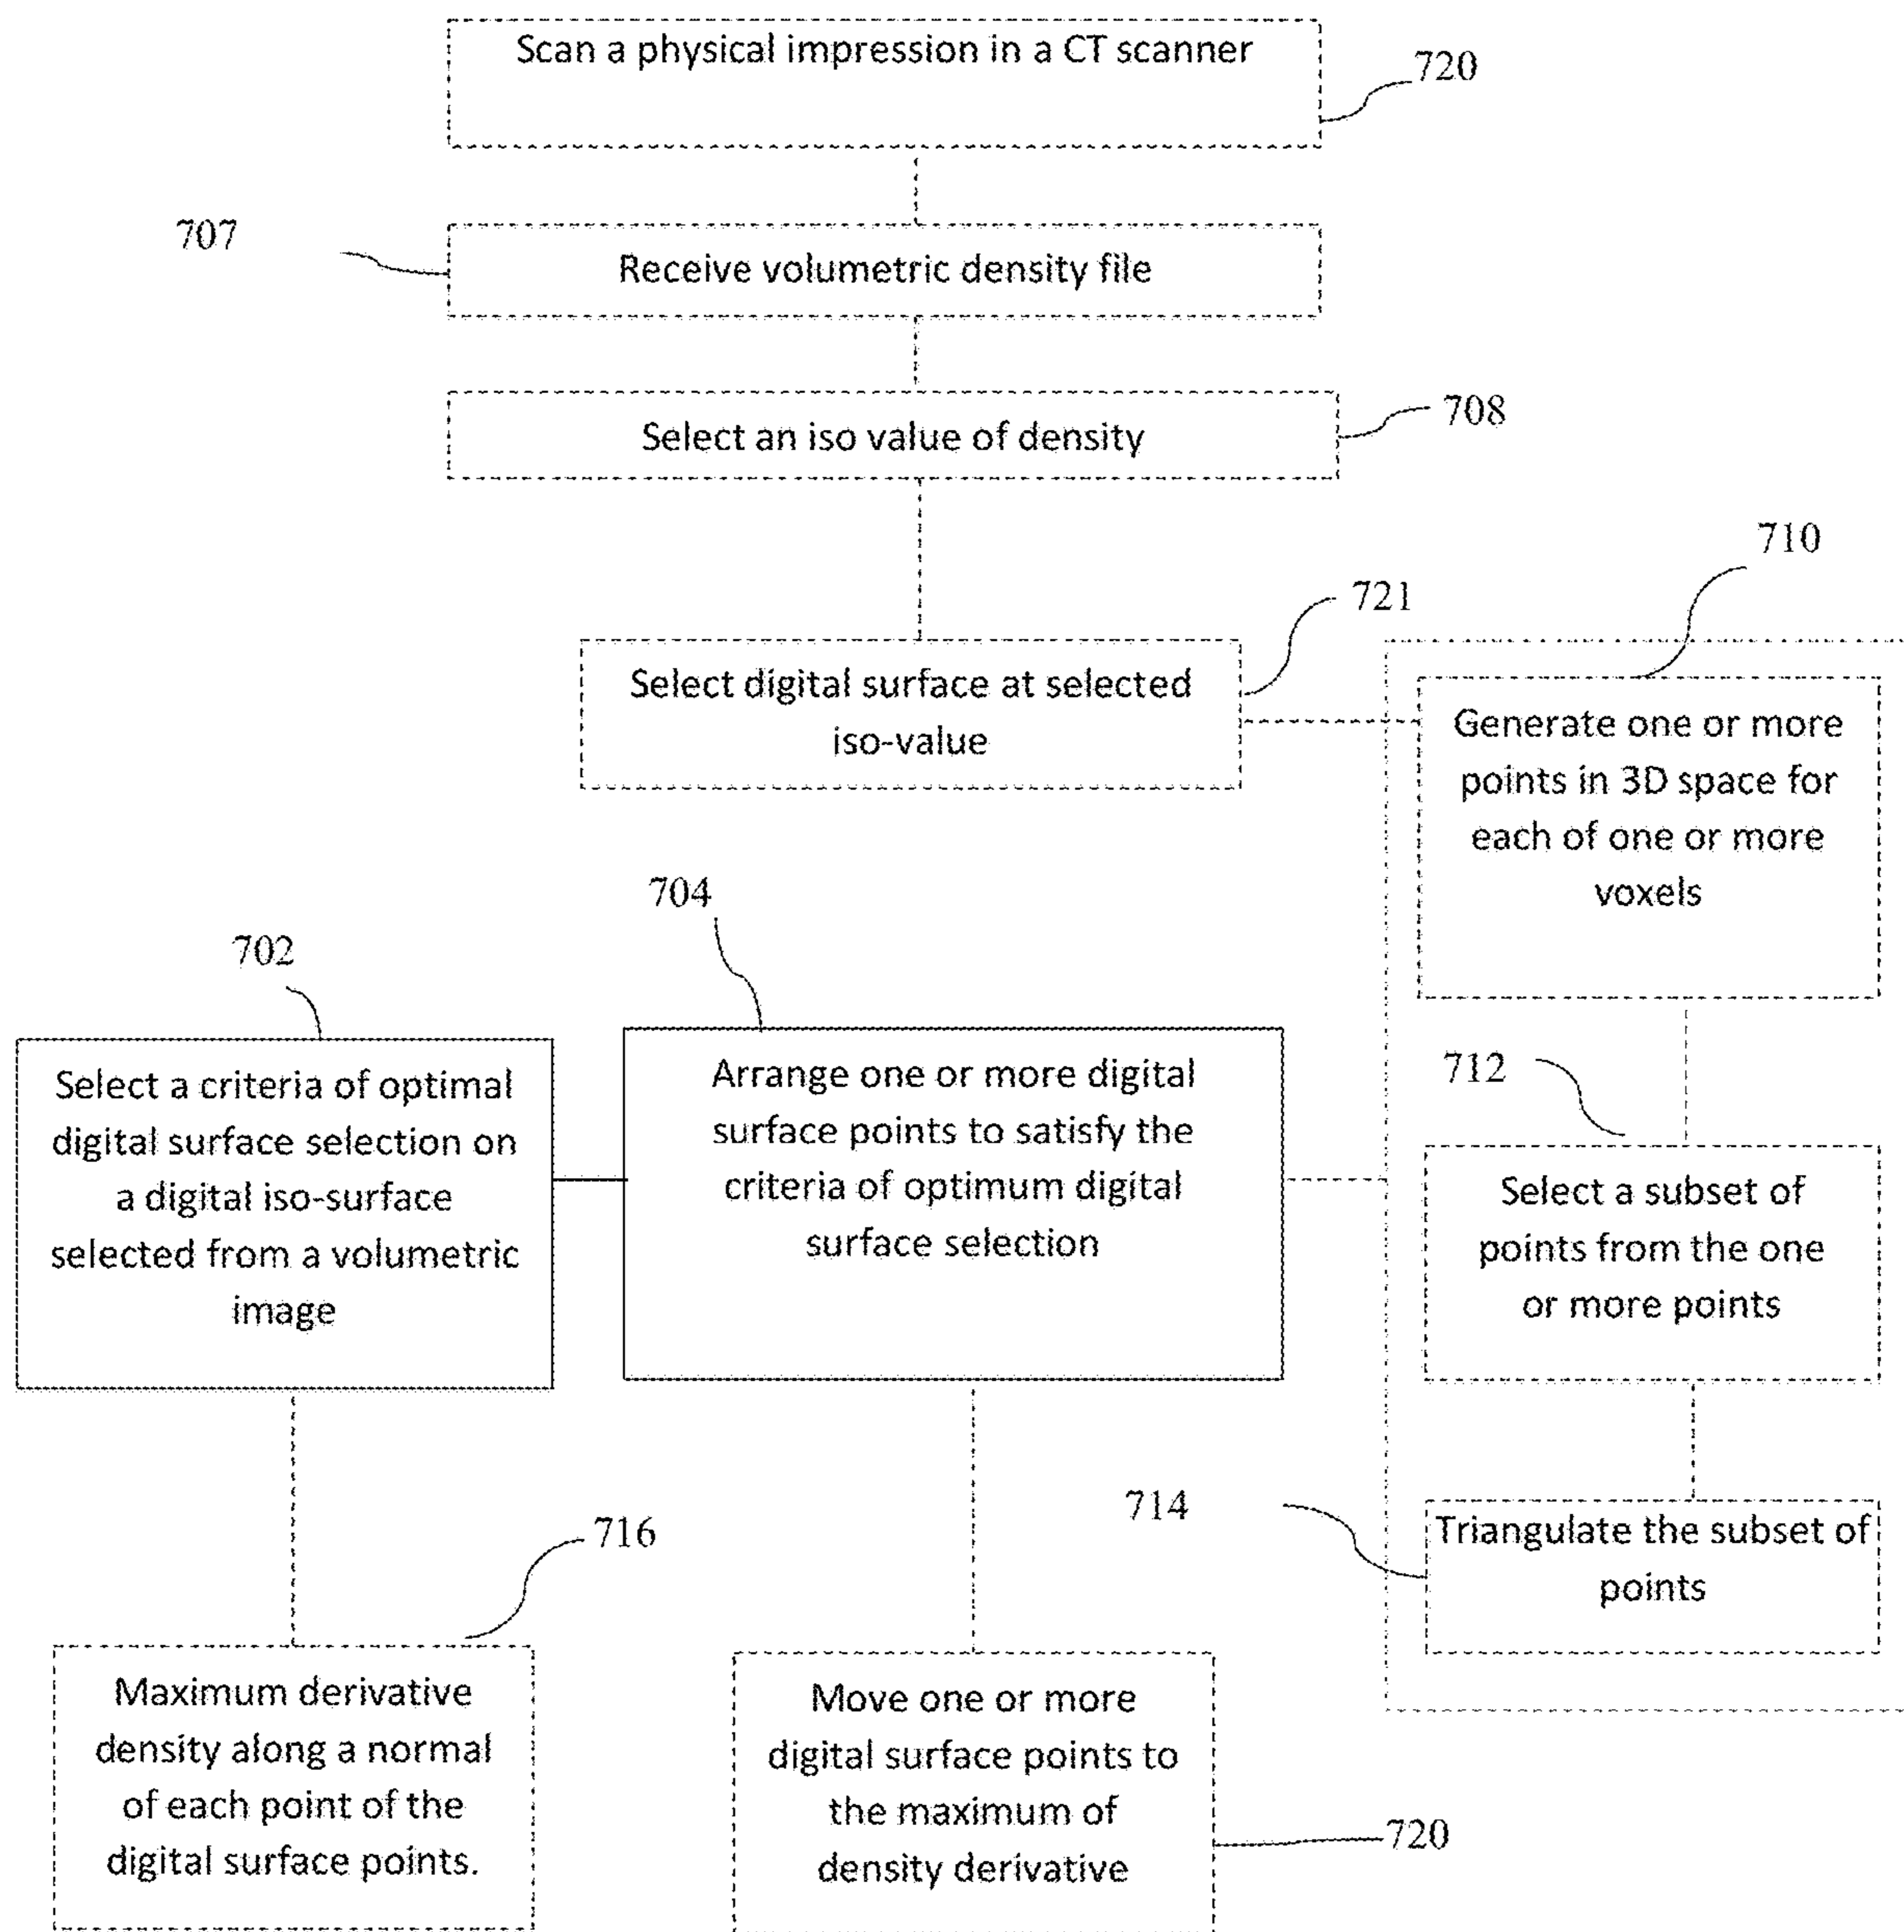 Scan a physical impression in a CT scanner
720
707
Receive volumetric density file
708
Select an iso value of density
710
721
Select digital surface at selected
iso-value
Generate one or more
points in 3D space for
each of one or more
voxels
704
702
Select a criteria of optimal
digital surface selection on
a digital iso-surface
selected from a volumetric
image
Arrange one or more digital
surface points to satisfy the
criteria of optimum digital
surface selection
712
Select a subset of
points from the one
or more points
714
Triangulate the subset of
points
716
Maximum derivative
density along a normal
of each point of the
digital surface points.
Move one or more
digital surface points to
the maximum of
density derivative
720